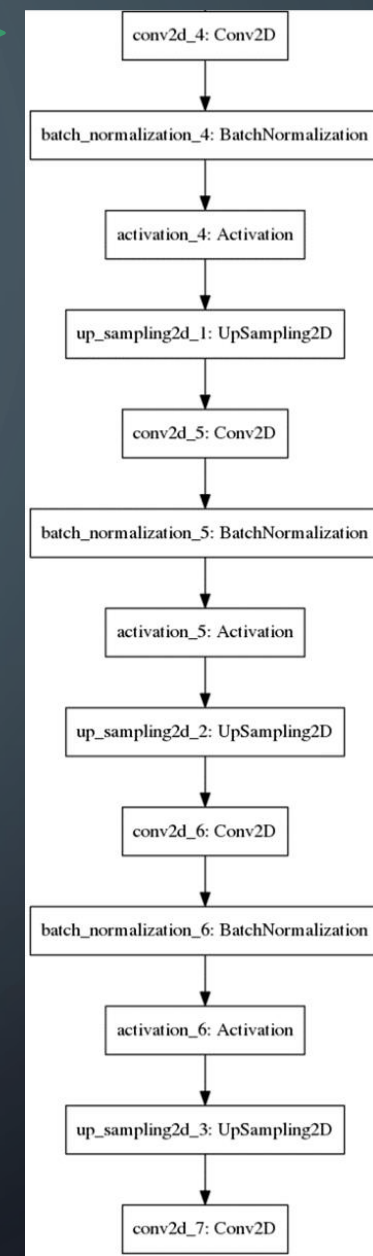 conv2d_4: Conv2D
batch_normalization_4: BatchNormalization
activation_4: Activation
up_sampling2d_1: UpSampling2D
conv2d_5: Conv2D
batch_normalization_5: BatchNormalization
activation_5: Activation
up_sampling2d_2: UpSampling2D
conv2d_6: Conv2D
batch_normalization_6: BatchNormalization
activation_6: Activation
up_sampling2d_3: UpSampling2D
conv2d_7: Conv2D